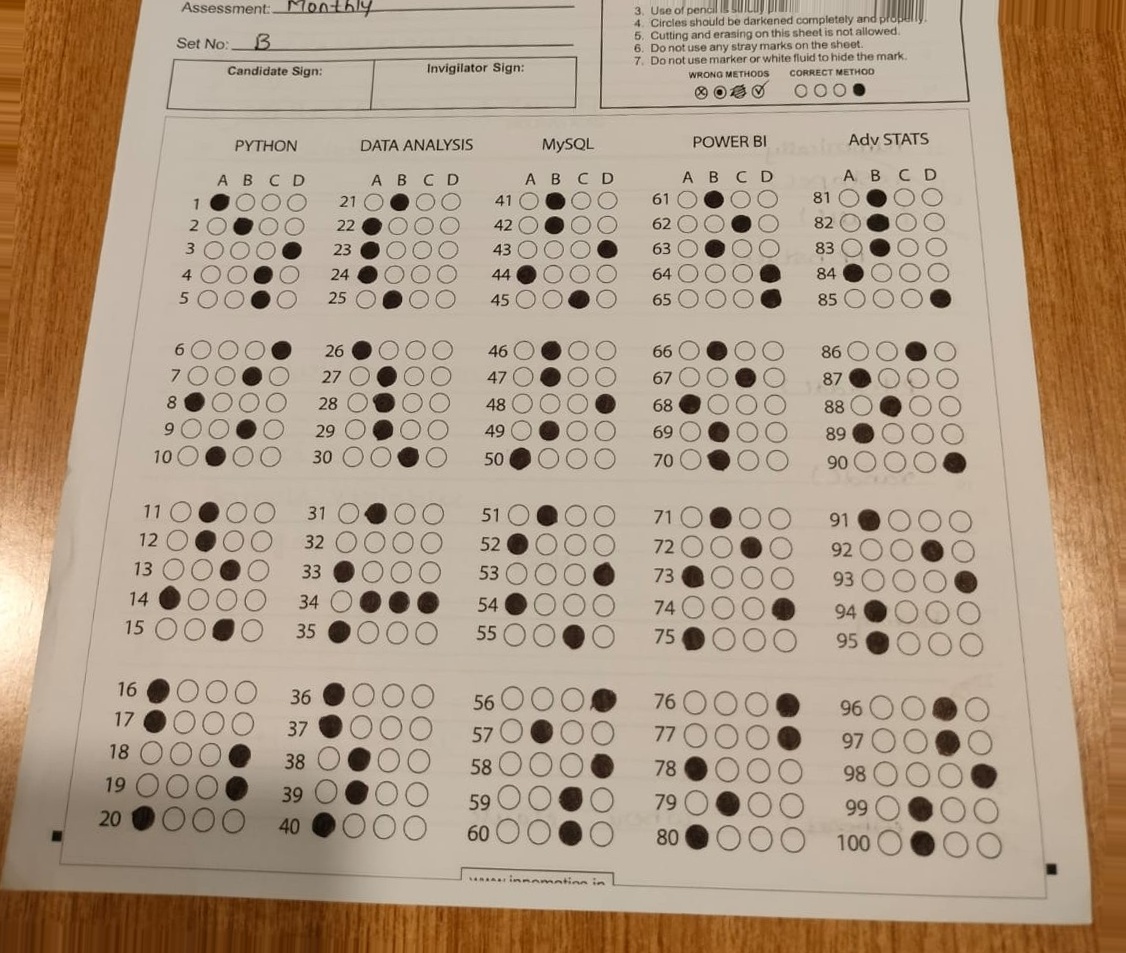 Assessment: Monthly
Set No: B
Candidate Sign: Invigilator Sign:
3. Use of pencil is
4. Circles should be darkened completely and properly.
5. Cutting and erasing on this sheet is not allowed.
6. Do not use any stray marks on the sheet.
7. Do not use marker or white fluid to hide the mark.
WRONG METHODS CORRECT METHOD
PYTHON DATA ANALYSIS MySQL POWER BI Adv STATS
A B C D A B C D A B C D A B C D A B C D
1 21 41 61 81
2 22 42 62 82
3 23 43 63 83
4 24 44 64 84
5 25 45 65 85
6 26 46 66 86
7 27 47 67 87
8 28 48 68 88
9 29 49 69 89
10 30 50 70 90
11 31 51 71 91
12 32 52 72 92
13 33 53 73 93
14 34 54 74 94
15 35 55 75 95
16 36 56 76 96
17 37 57 77 97
18 38 58 78 98
19 39 59 79 99
20 40 60 80 100